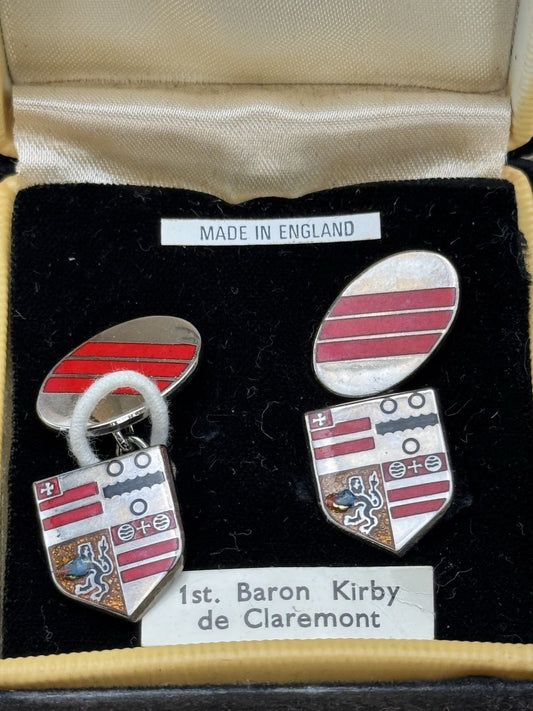 MADE IN ENGLAND
1st. Baron Kirby
de Claremont